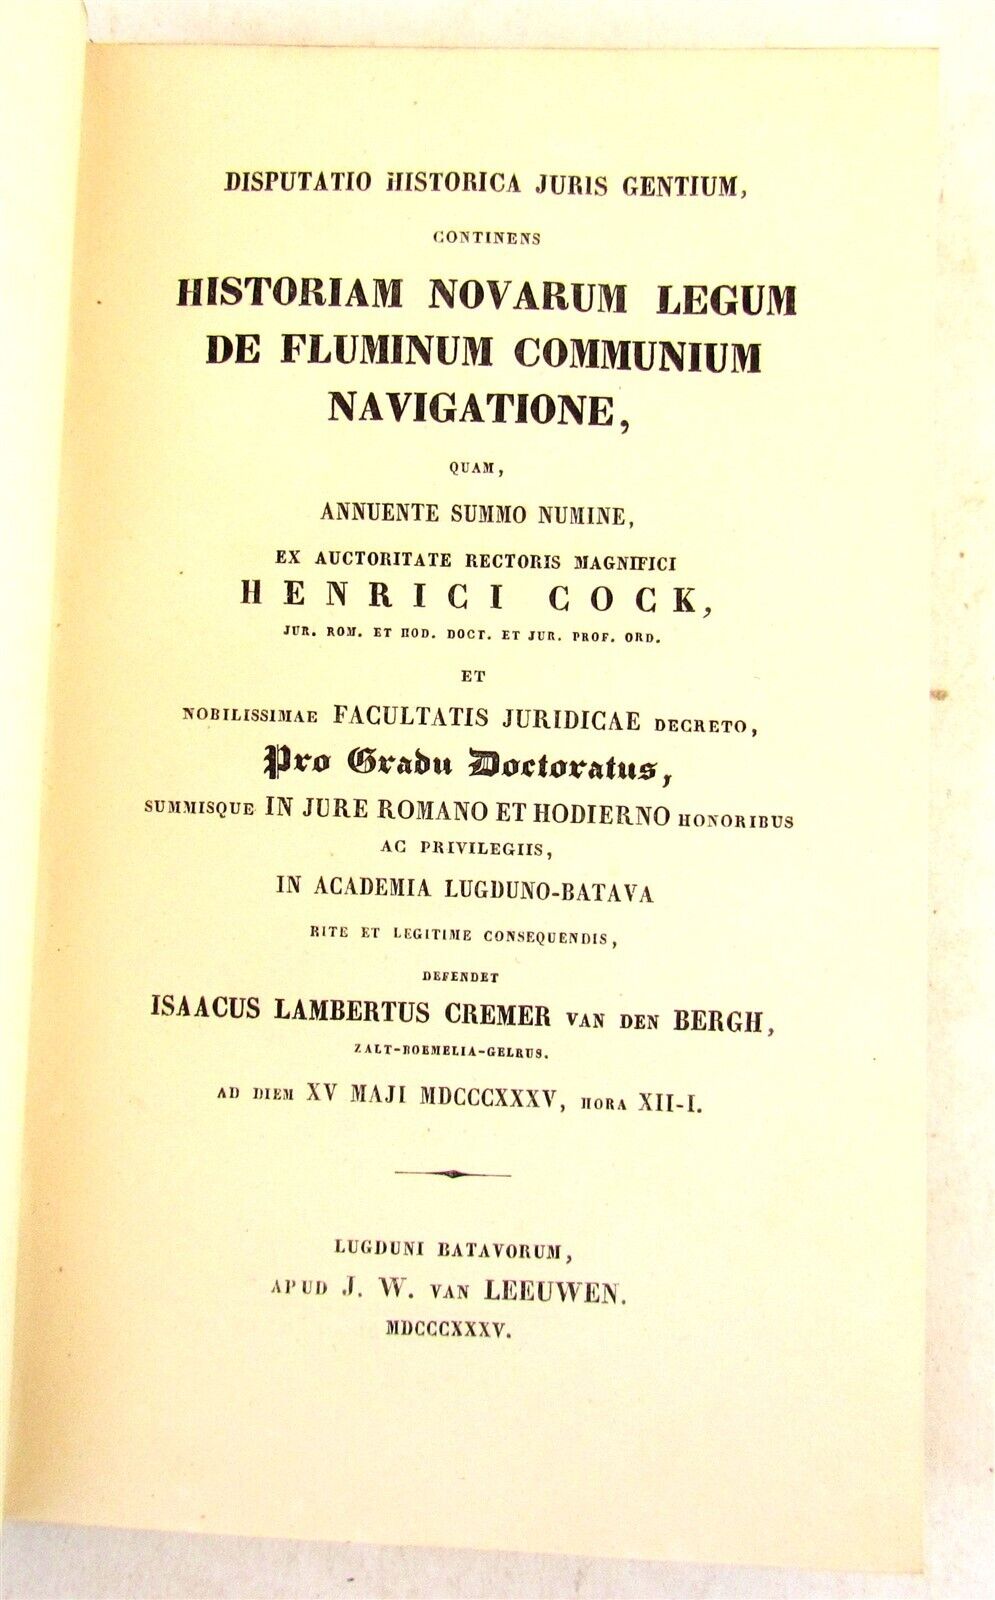 DISPUTATIO HISTORICA JURIS GENTIUM,
CONTINENS
HISTORIAM NOVARUM LEGUM
DE FLUMINUM COMMUNIUM
NAVIGATIONE,
QUAM,
ANNUENTE SUMMO NUMINE,
EX AUCTORITATE RECTORIS MAGNIFICI
HENRICI COCK,
JUR. ROM. ET HOD. DOCT. ET JUR. PROF. ORD.
ET
NOBILISSIMAE FACULTATIS JURIDICAE DECRETO,
Pro Gradu Doctoratus,
SUMMISQUE IN JURE ROMANO ET HODIERNO HONORIBUS
AC PRIVILEGIIS,
IN ACADEMIA LUGDUNO-BATAVA
RITE ET LEGITIME CONSEQUENDIS,
DEFENDET
ISAACUS LAMBERTUS CREMER VAN DEN BERGH,
ZALT-BOEMELIA-GELRUS.
AD DIEM XV MAJI MDCCCXXXV, HORA XII-I.
LUGDUNI BATAVORUM,
APUD J. W. VAN LEEUWEN.
MDCCCXXXV.